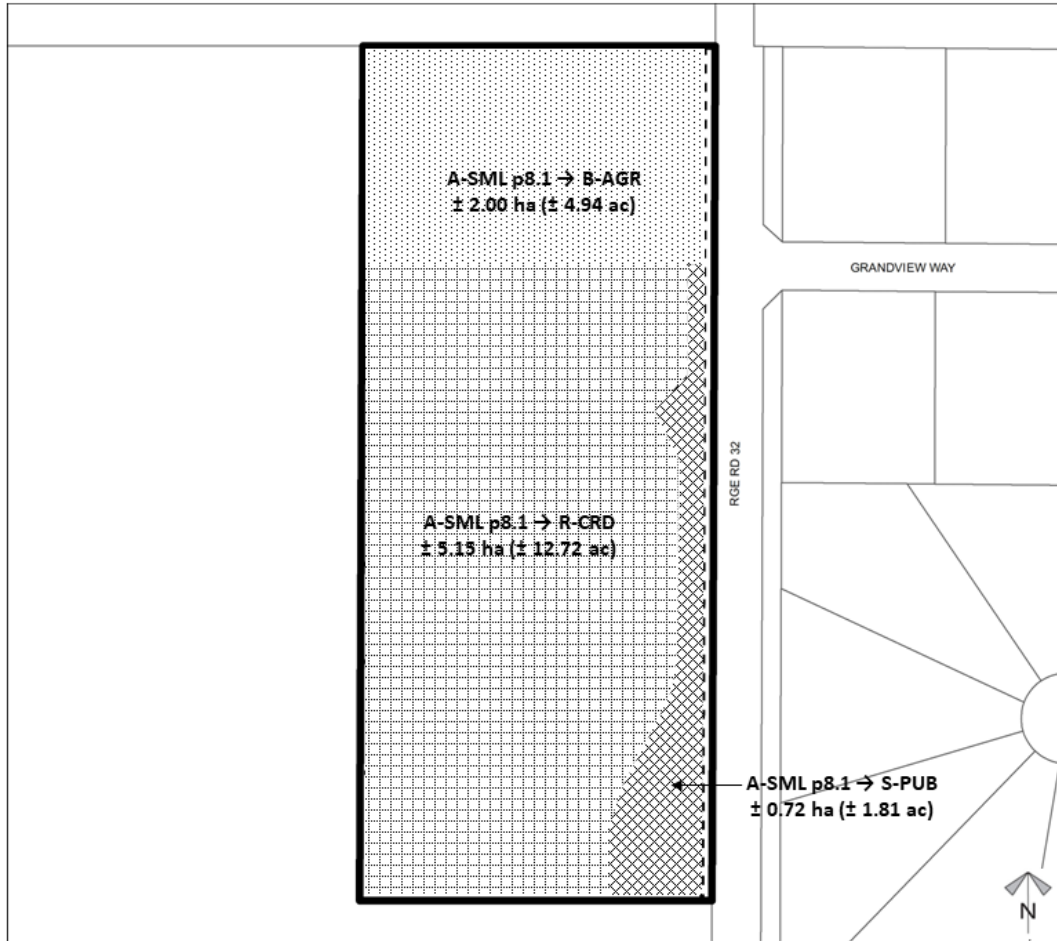 A-SML p8.1 → B-AGR
± 2.00 ha (± 4.94 ac)
GRANDVIEW WAY
RGE RD 32
A-SML p8.1 → R-CRD
± 5.15 ha (± 12.72 ac)
A-SML p8.1 → S-PUB
± 0.72 ha (± 1.81 ac)
N